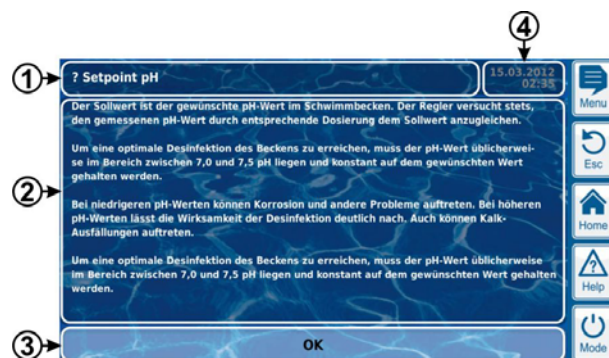 4
1
? Setpoint pH
15.03.2012
02:35
Menu
2
Der Sollwert ist der gewünschte pH-Wert im Schwimmbecken. Der Regler versucht stets,
den gemessenen pH-Wert durch entsprechende Dosierung dem Sollwert anzugleichen.
Um eine optimale Desinfektion des Beckens zu erreichen, muss der pH-Wert üblicherwei-
se im Bereich zwischen 7,0 und 7,5 pH liegen und konstant auf dem gewünschten Wert
gehalten werden.
Bei niedrigeren pH-Werten können Korrosion und andere Probleme auftreten. Bei höheren
pH-Werten lässt die Wirksamkeit der Desinfektion deutlich nach. Auch können Kalk-
Ausfällungen auftreten.
Um eine optimale Desinfektion des Beckens zu erreichen, muss der pH-Wert üblicherweise
im Bereich zwischen 7,0 und 7,5 pH liegen und konstant auf dem gewünschten Wert gehalten
werden.
Esc
Home
?
Help
3
OK
Mode